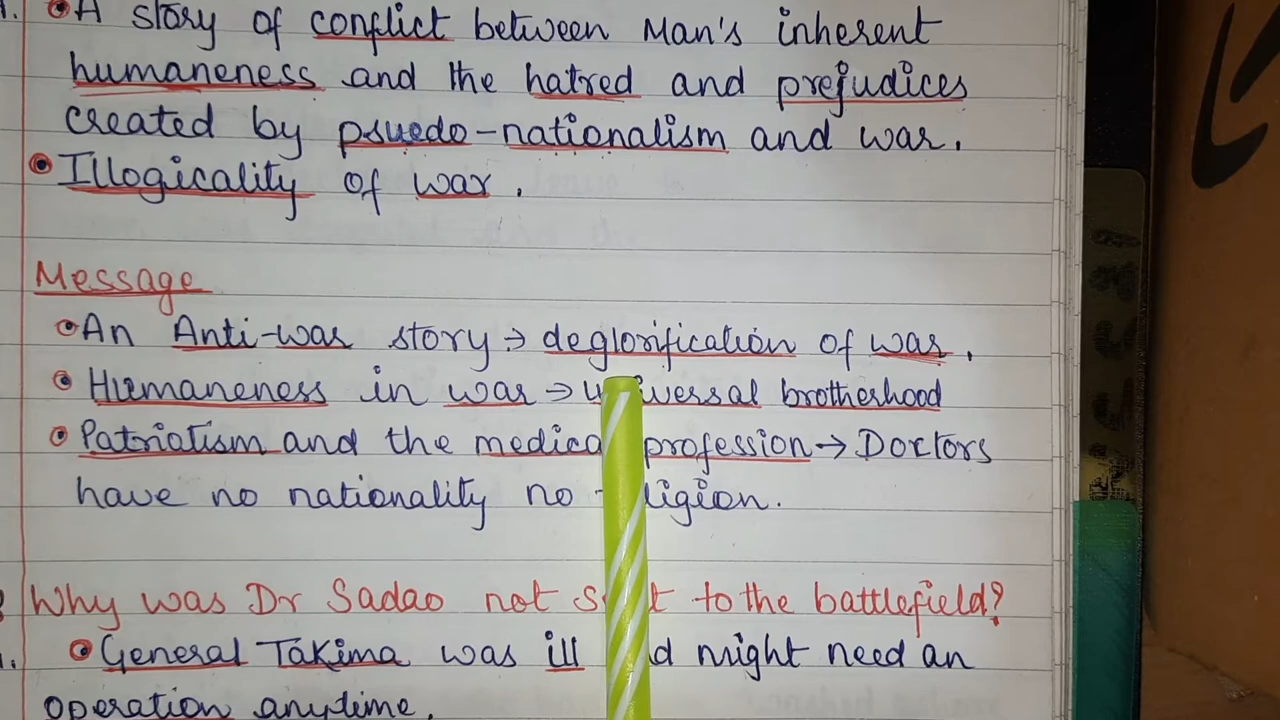 • A story of conflict between Man's inherent
humaneness and the hatred and prejudices
created by psuedo-nationalism and war.
• Illogicality of war.
Message
• An Anti-war story → deglorification of war.
• Humaneness in war → brotherhood
• Patriotism and the profession → Doctors
have no nationality no
Why was Dr Sadao not to the battlefield?
• General Takima was ill might need an
operation anytime.